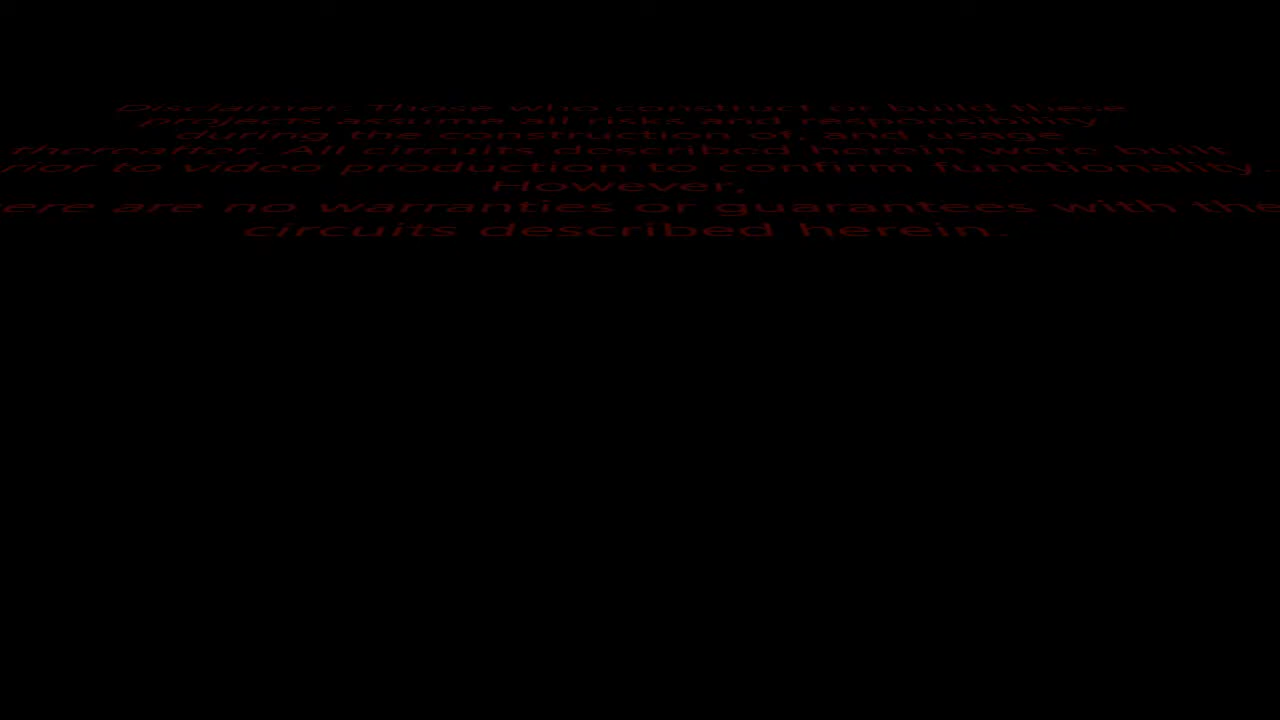 Disclaimer: Those who construct or build these
projects assume all risks and responsibility
during the construction of, and usage
thereafter. All circuits described herein were built
rior to video production to confirm functionality.
However,
ere are no warranties or guarantees with the
circuits described herein.